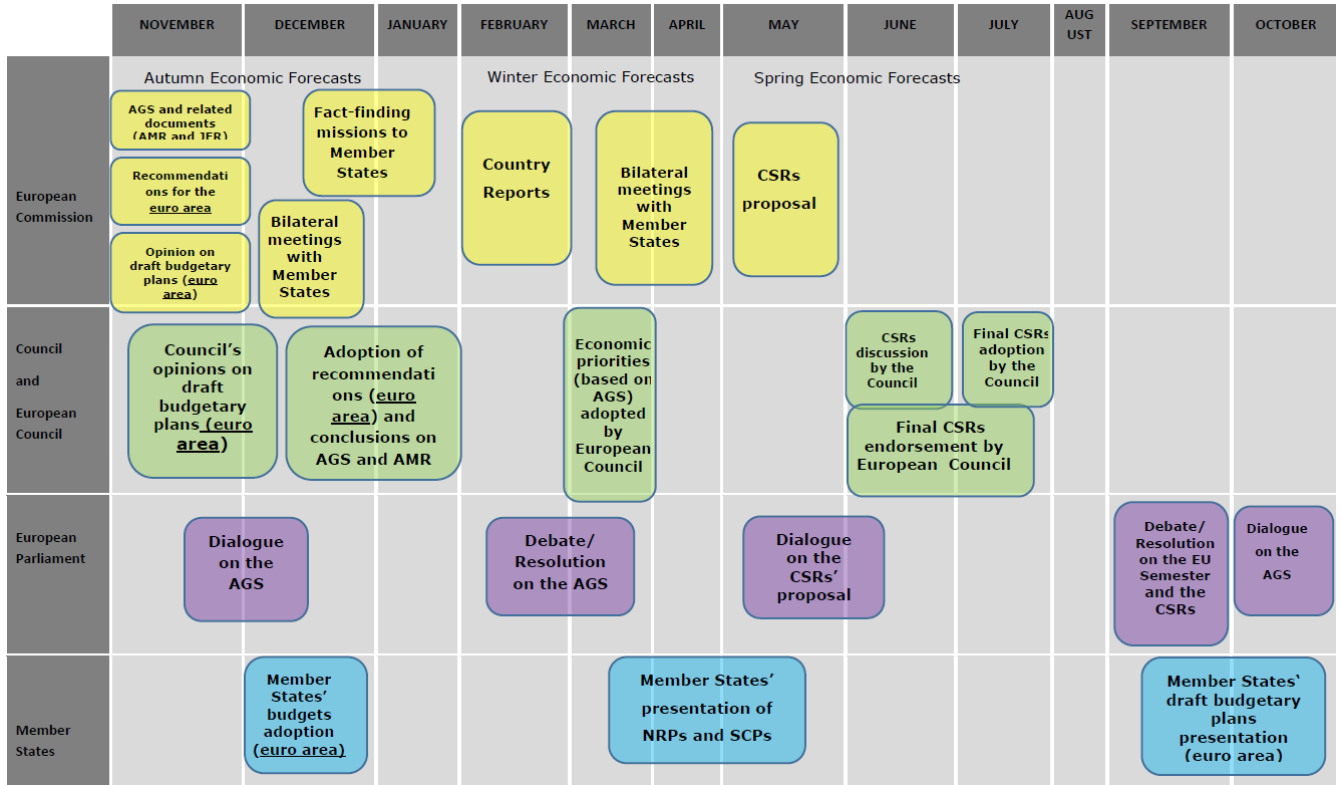 NOVEMBER
DECEMBER
JANUARY
FEBRUARY
MARCH
APRIL
MAY
JUNE
JULY
AUG
UST
SEPTEMBER
OCTOBER
European
Commission
Autumn Economic Forecasts
Winter Economic Forecasts
Spring Economic Forecasts
AGS and related
documents
(AMR and JER)
Recommendati
ons for the
euro area
Opinion on
draft budgetary
plans (euro
area)
Fact-finding
missions to
Member
States
Bilateral
meetings
with
Member
States
Country
Reports
Bilateral
meetings
with
Member
States
CSRs
proposal
Council
and
European
Council
Council's
opinions on
draft
budgetary
plans (euro
area)
Adoption of
recommendati
ons (euro
area) and
conclusions on
AGS and AMR
Economic
priorities
(based on
AGS)
adopted
by
European
Council
CSRs
discussion
by the
Council
Final CSRs
adoption
by the
Council
Final CSRs
endorsement by
European Council
European
Parliament
Dialogue
on the
AGS
Debate/
Resolution
on the AGS
Dialogue
on the
CSRs'
proposal
Debate/
Resolution
on the EU
Semester
and the
CSRs
Dialogue
on the
AGS
Member
States
Member
States'
budgets
adoption
(euro area)
Member States'
presentation of
NRPs and SCPs
Member States'
draft budgetary
plans
presentation
(euro area)